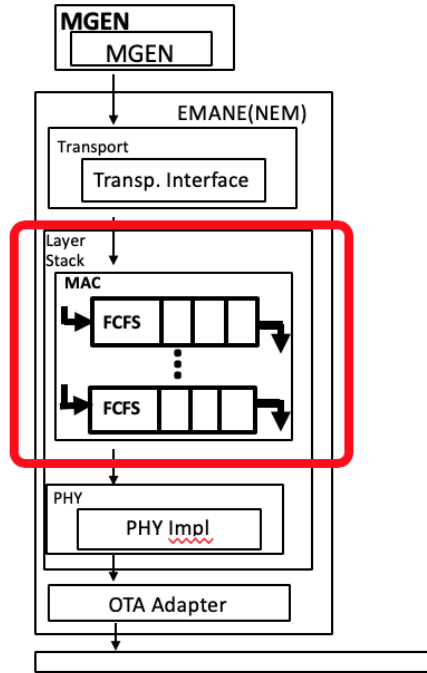 MGEN
MGEN
EMANE(NEM)
Transport
Transp. Interface
Layer
Stack
MAC
FCFS
FCFS
PHY
PHY Impl
OTA Adapter